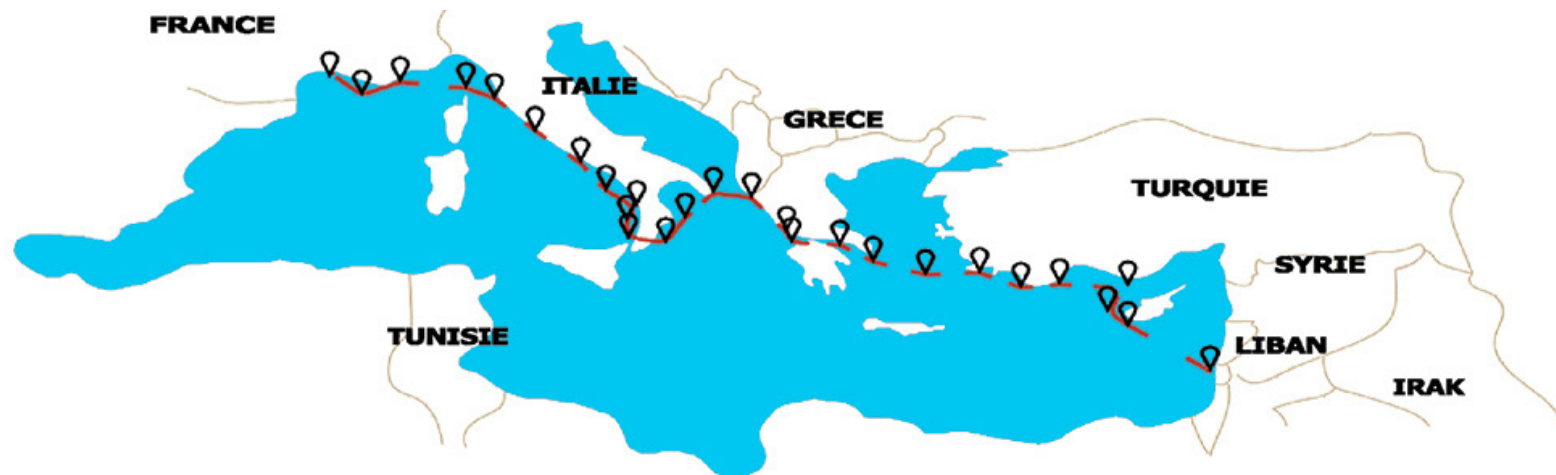 FRANCE
ITALIE
GRECE
TURQUIE
SYRIE
TUNISIE
LIBAN
IRAK